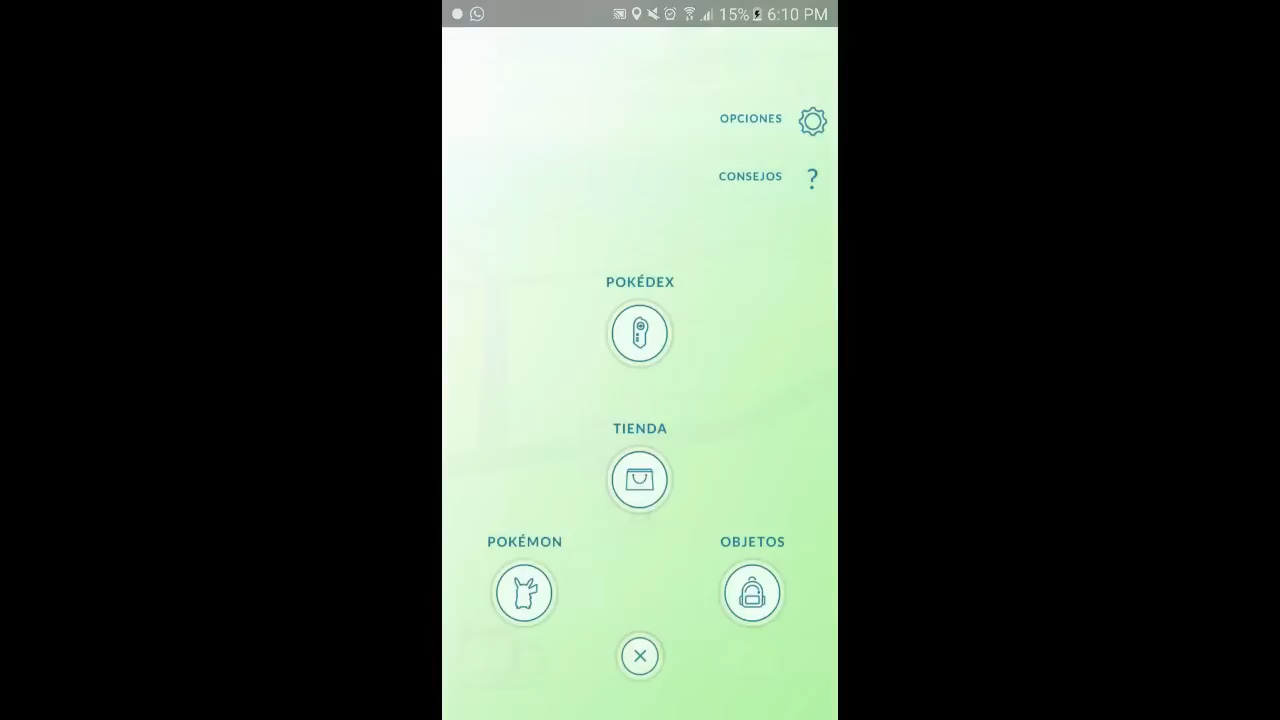 15% 6:10 PM
OPCIONES
CONSEJOS ?
POKÉDEX
TIENDA
POKÉMON OBJETOS